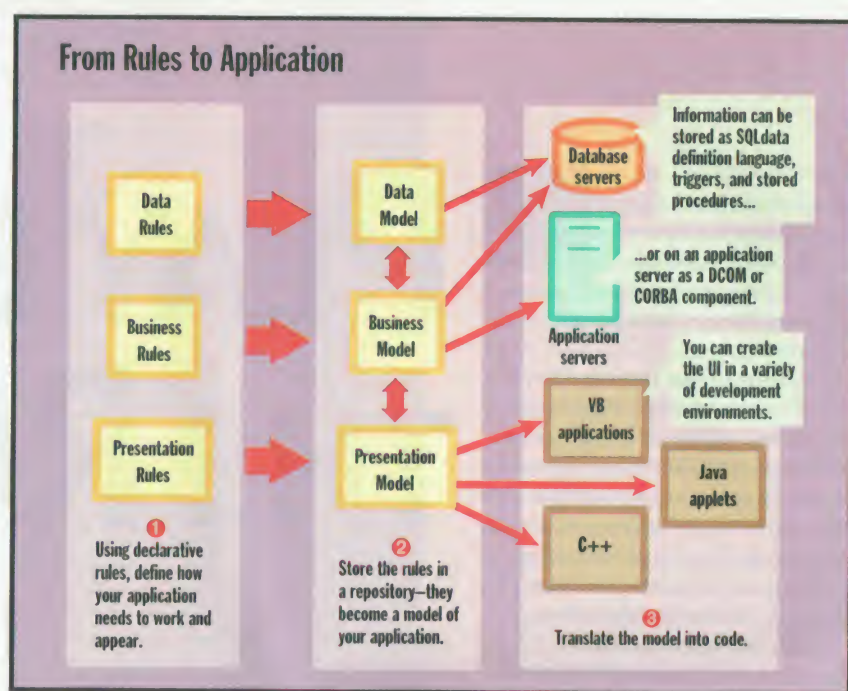 From Rules to Application
Data
Rules
Business
Rules
Presentation
Rules
1
Using declarative
rules, define how
your application
needs to work and
appear.
Data
Model
Business
Model
Presentation
Model
2
Store the rules in
a repository—they
become a model of
your application.
Database
servers
Information can be
stored as SQLdata
definition language,
triggers, and stored
procedures...
...or on an application
server as a DCOM or
CORBA component.
Application
servers
You can create
the UI in a variety
of development
environments.
VB
applications
Java
applets
C++
3
Translate the model into code.